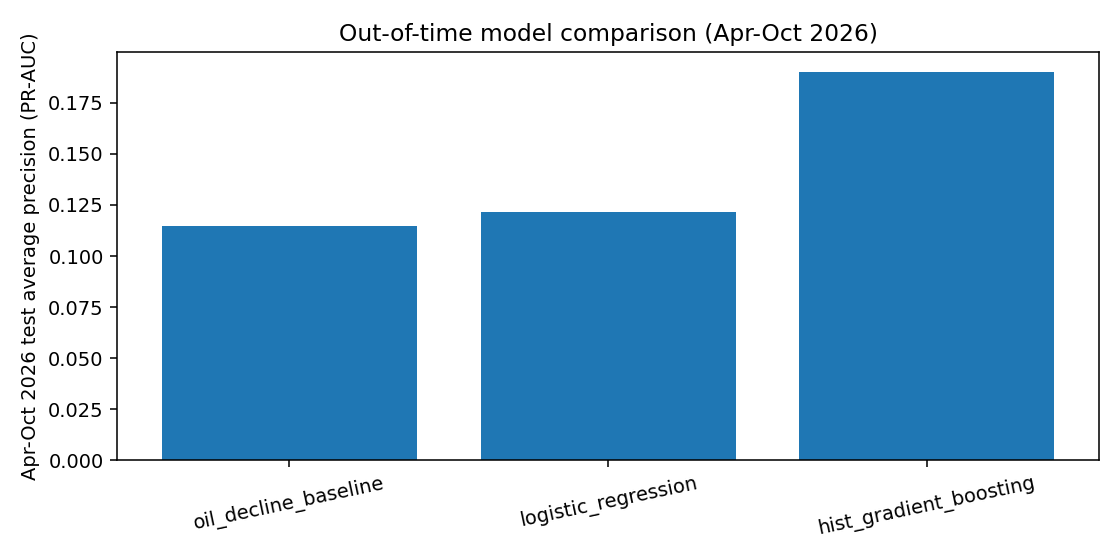 Out-of-time model comparison (Apr-Oct 2026)
Apr-Oct 2026 test average precision (PR-AUC)
0.175
0.150
0.125
0.100
0.075
0.050
0.025
0.000
oil_decline_baseline
logistic_regression
hist_gradient_boosting